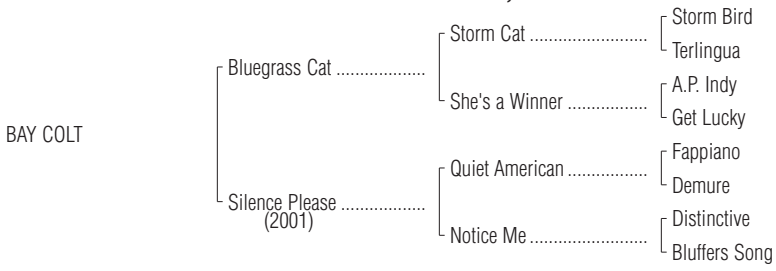 Storm Bird
Storm Cat ......................
Terlingua
Bluegrass Cat ...................
A.P. Indy
She's a Winner .................
Get Lucky
BAY COLT
Fappiano
Quiet American .................
Demure
Silence Please ..................
(2001)
Distinctive
Notice Me .........................
Bluffers Song